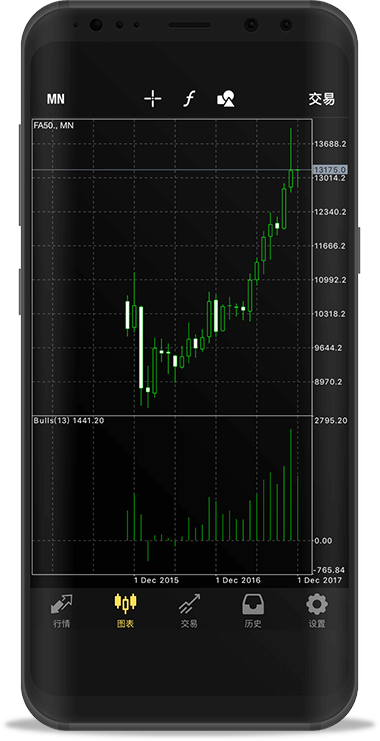 MN
f
交易
FA50., MN
13688.2
13175.0
13014.2
12340.2
11666.2
10992.2
10318.2
9644.2
8970.2
Bulls(13) 1441.20
2795.20
0.00
-765.84
1 Dec 2015
1 Dec 2016
1 Dec 2017
行情
图表
交易
历史
设置